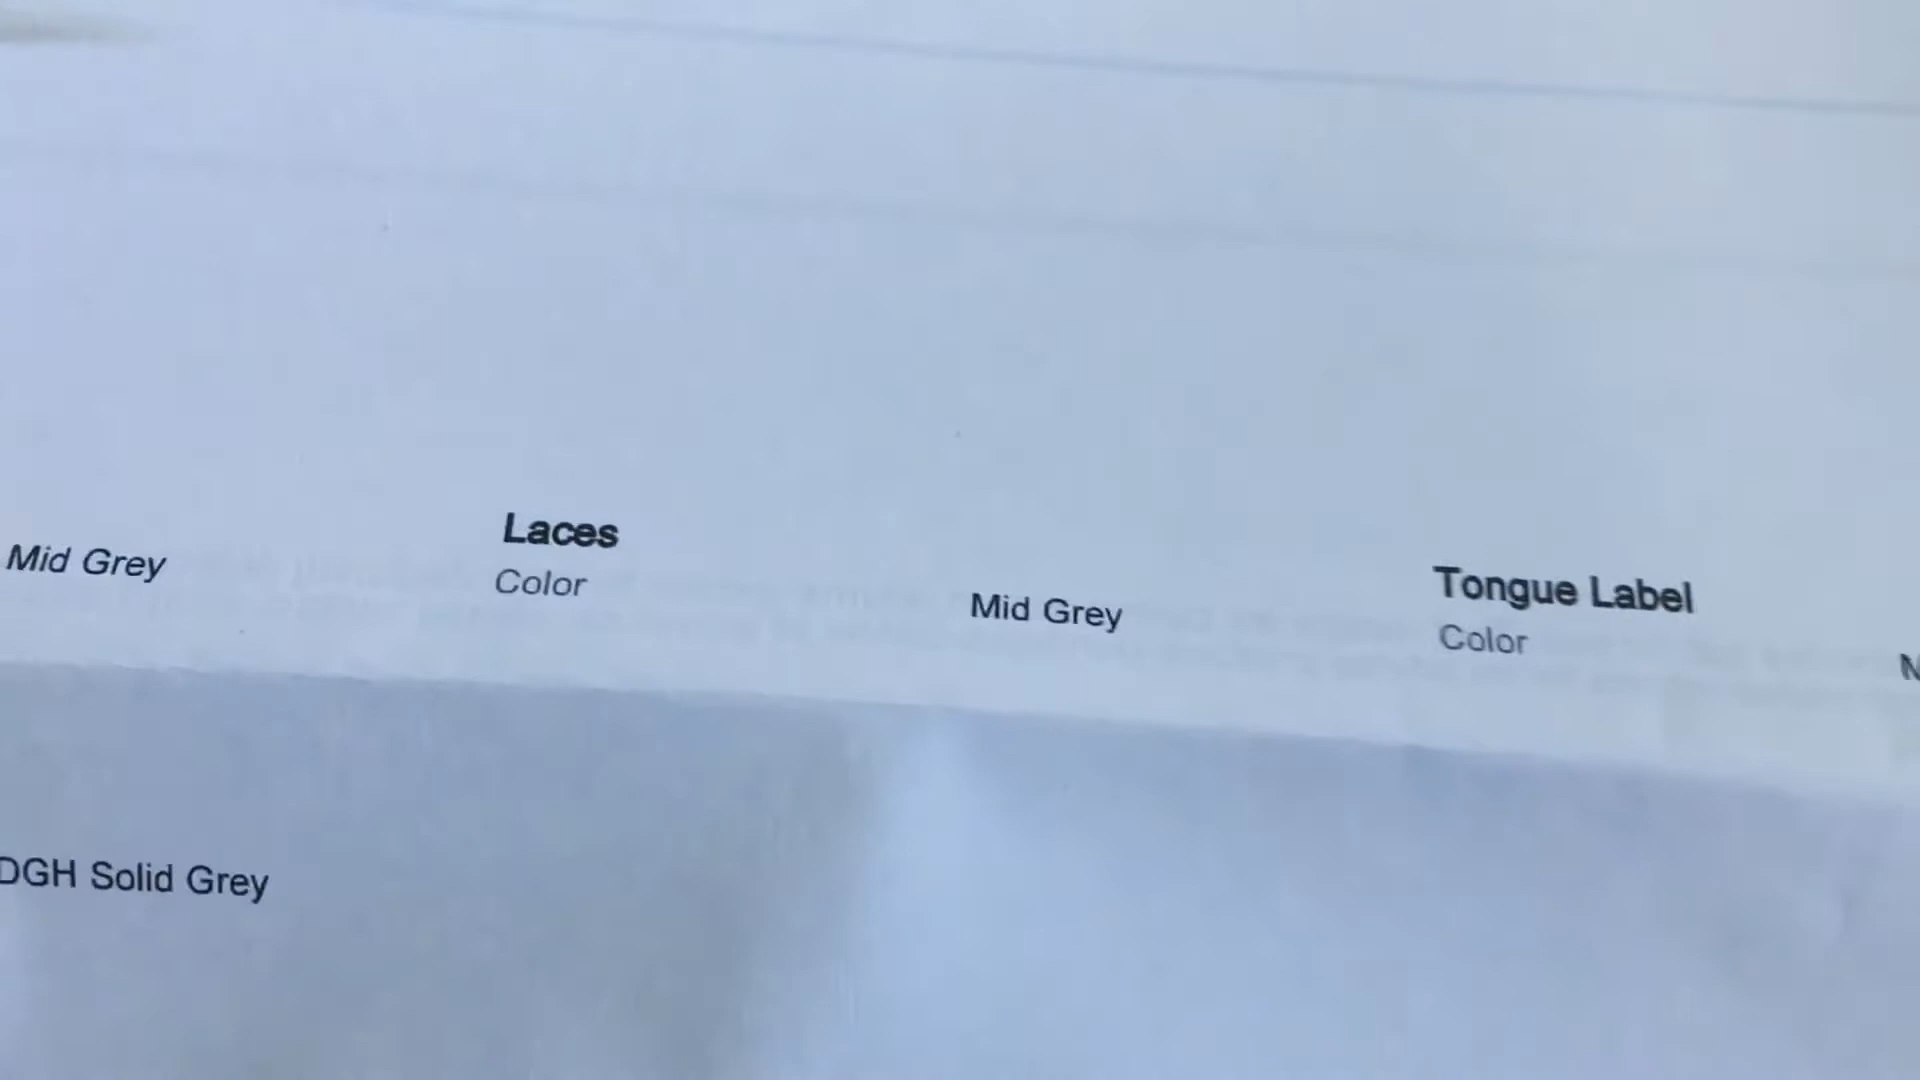 Mid Grey
Laces
Color
Mid Grey
Tongue Label
Color
N
DGH Solid Grey